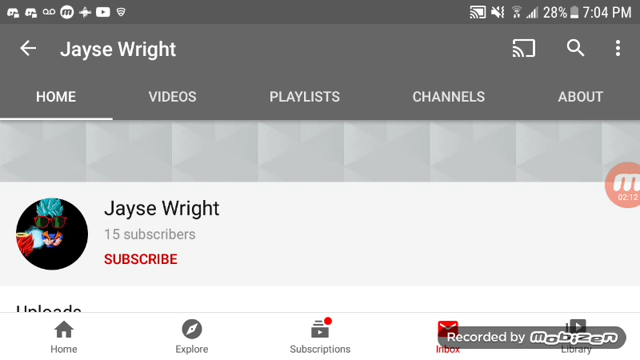 28% 7:04 PM
Jayse Wright
HOME VIDEOS PLAYLISTS CHANNELS ABOUT
02:12
Jayse Wright
15 subscribers
SUBSCRIBE
Uploads
Home Explore Subscriptions Inbox Library
Recorded by Mobizen